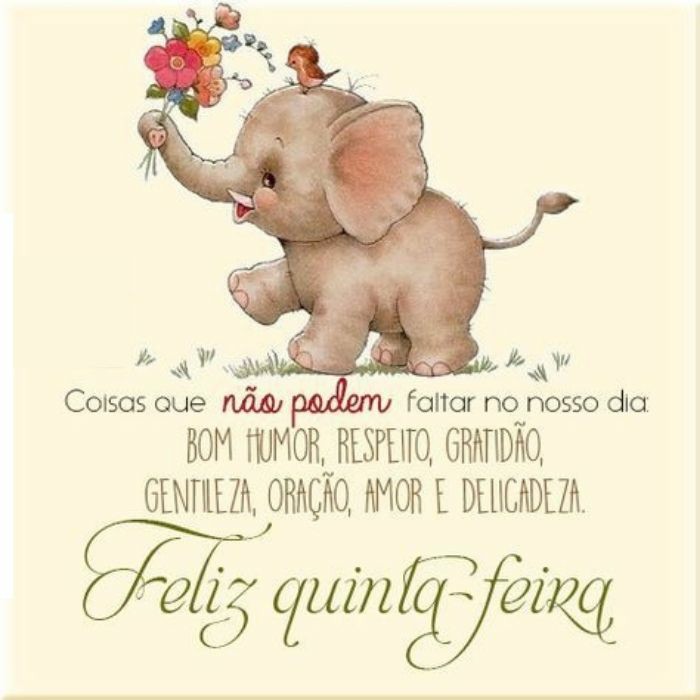 Coisas que não podem faltar no nosso dia:
BOM HUMOR, RESPEITO, GRATIDÃO,
GENTILEZA, ORAÇÃO, AMOR E DELICADEZA.
Feliz quinta-feira